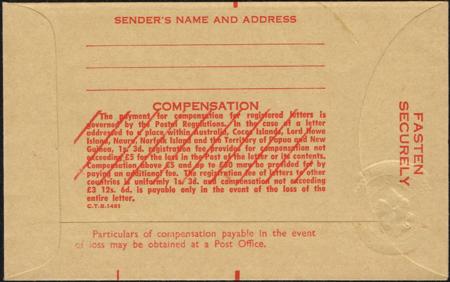 SENDER'S NAME AND ADDRESS
COMPENSATION
The payment for compensation for registered letters is
governed by the Postal Regulations. In the case of a letter
addressed to a place within Australia, Cocos Islands, Lord Howe
Island, Nauru, Norfolk Island and the Territory of Papua and New
Guinea, 1s. 3d. registration fee provides for compensation not
exceeding £5 for the loss in the Post of the letter or its contents.
Compensation above £5 and up to £50 may be provided for by
paying an additional fee. The registration fee of letters to other
countries is uniformly 1s. 3d. and compensation not exceeding
£3 12s. 6d. is payable only in the event of the loss of the
entire letter.
C.T.S.1401
Particulars of compensation payable in the event
of loss may be obtained at a Post Office.
FASTEN
SECURELY